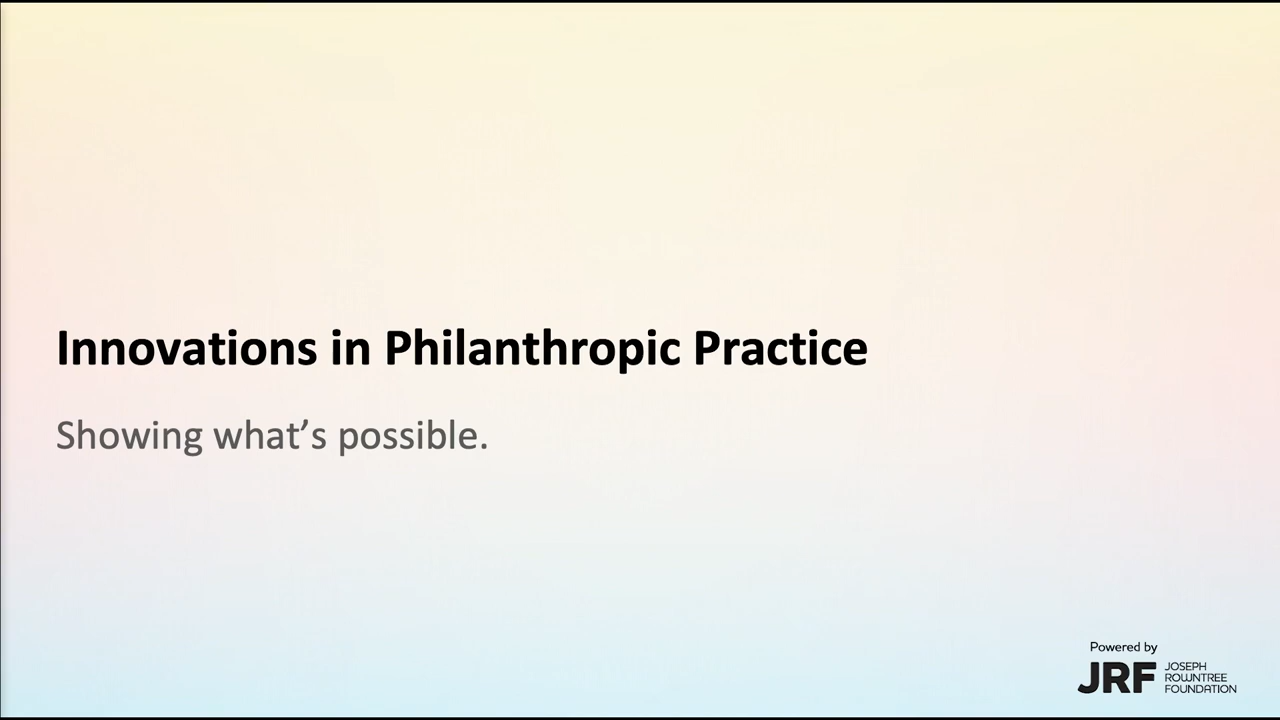 Innovations in Philanthropic Practice
Showing what’s possible.
Powered by
JRF
JOSEPH
ROWNTREE
FOUNDATION